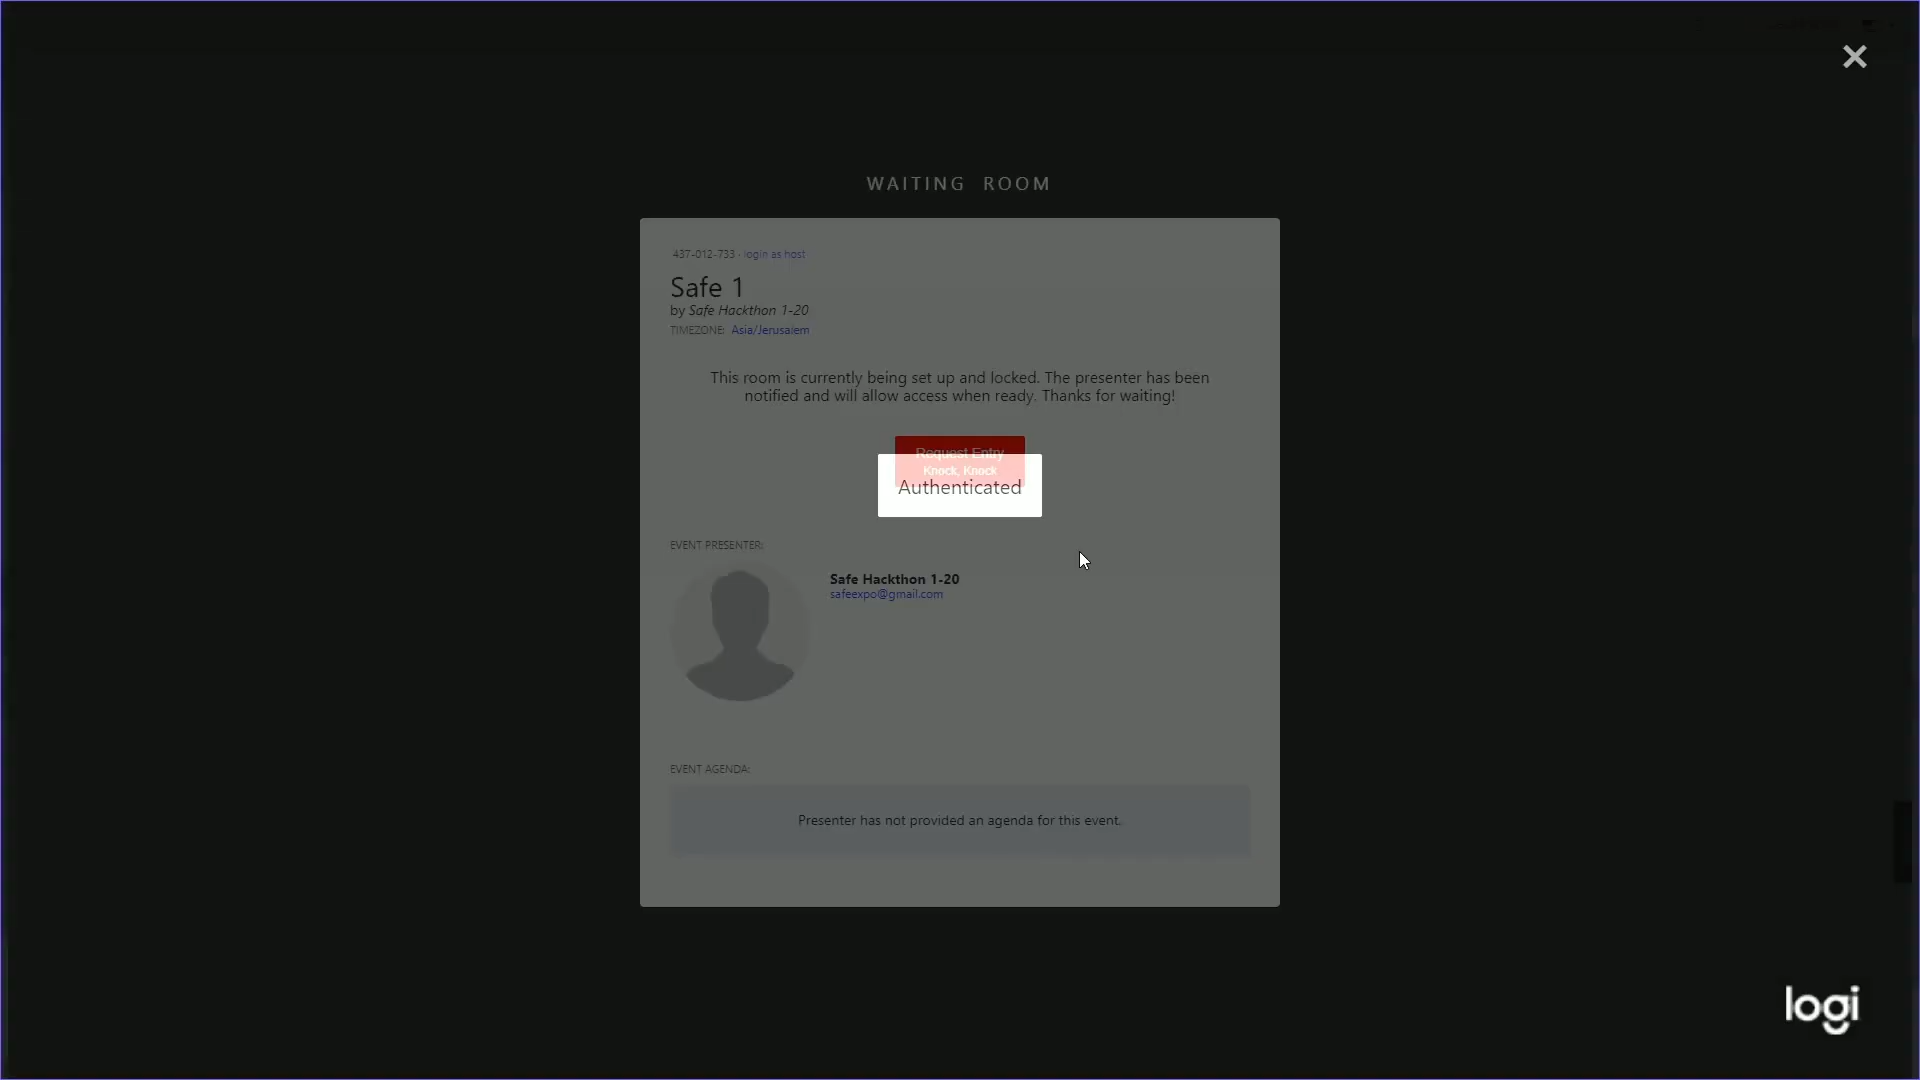 WAITING ROOM
437-012-733 - login as host
Safe 1
by Safe Hackthon 1-20
TIMEZONE: Asia/Jerusalem
This room is currently being set up and locked. The presenter has been
notified and will allow access when ready. Thanks for waiting!
Request Entry
Knock, Knock
Authenticated
EVENT PRESENTER:
Safe Hackthon 1-20
safeexpo@gmail.com
EVENT AGENDA:
Presenter has not provided an agenda for this event.
logi